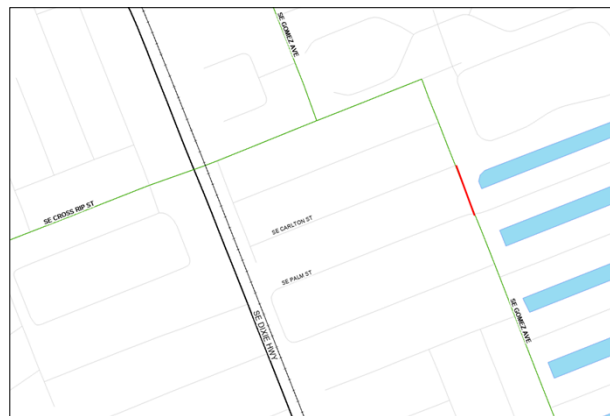 SE GOMEZ AVE
SE CROSS RIP ST
SE CARLTON ST
SE PALM ST
SE DIXIE HWY
SE GOMEZ AVE